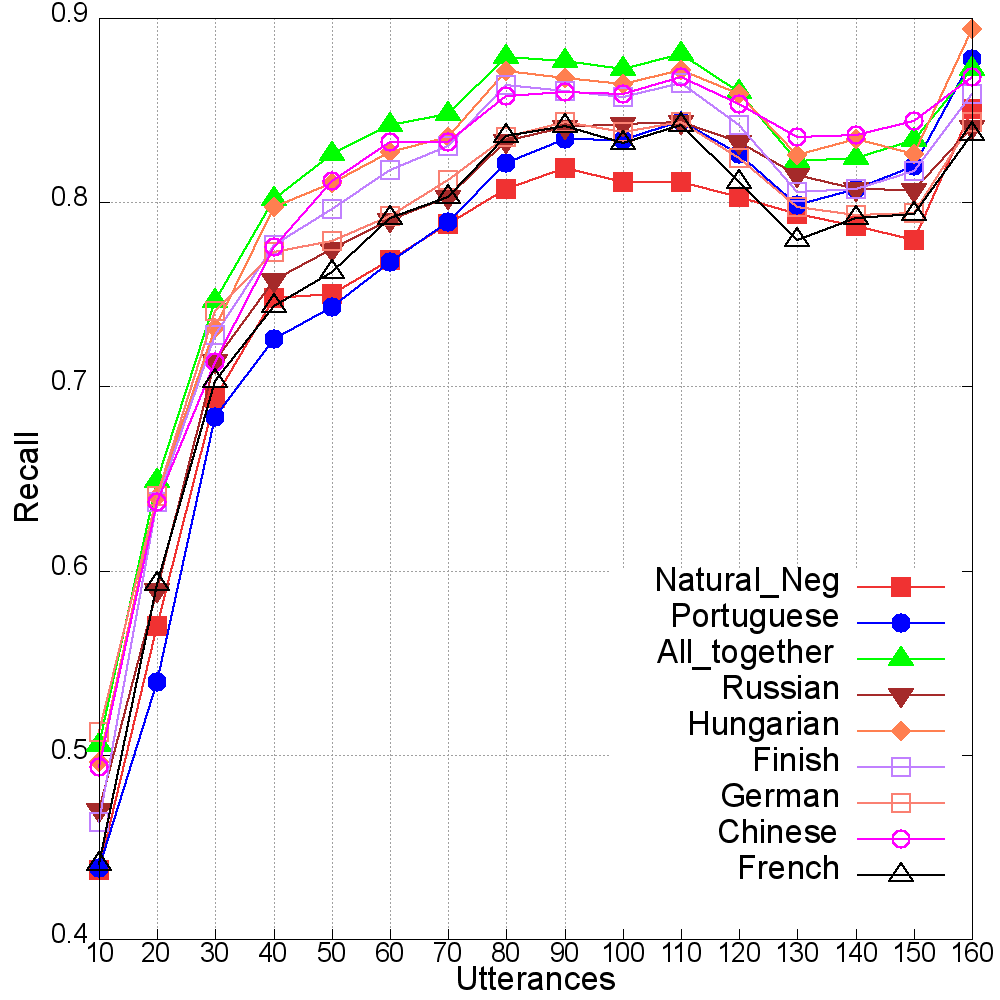 0.9
0.8
0.7
0.6
0.5
0.4
Recall
Natural_Neg
Portuguese
All_together
Russian
Hungarian
Finish
German
Chinese
French
10 20 30 40 50 60 70 80 90 100 110 120 130 140 150 160
Utterances